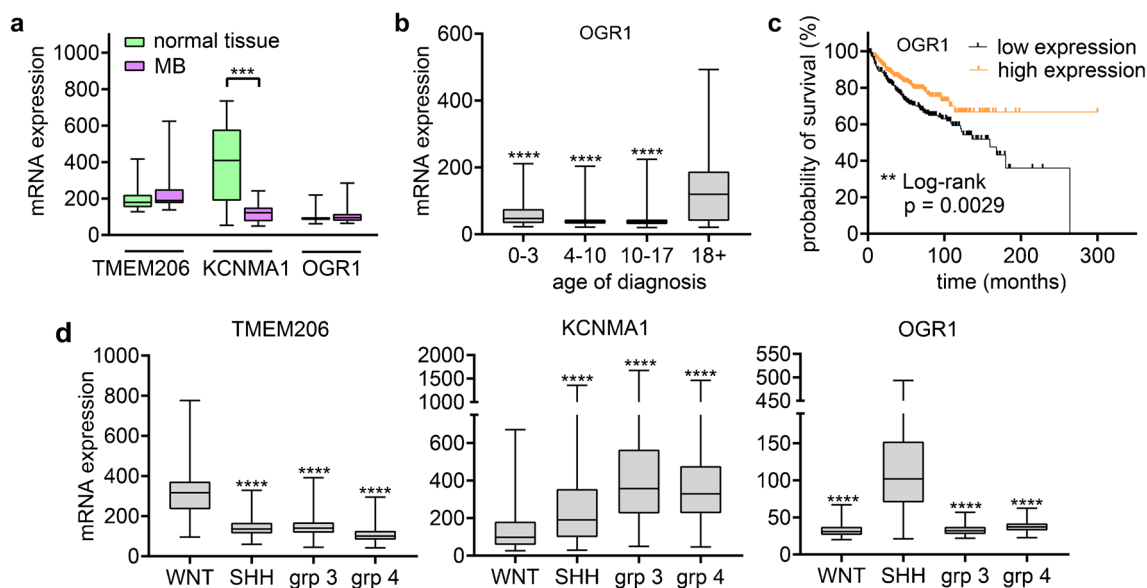 a
normal tissue
MB
***
mRNA expression
1000
800
600
400
200
0
TMEM206 KCNMA1 OGR1
b
OGR1
mRNA expression
600
400
200
0
**** **** ****
0-3 4-10 10-17 18+
age of diagnosis
c
OGR1
low expression
high expression
probability of survival (%)
100
80
60
40
20
0
** Log-rank
p = 0.0029
0 100 200 300
time (months)
d
TMEM206
mRNA expression
1000
800
600
400
200
0
**** **** ****
WNT SHH grp 3 grp 4
KCNMA1
2000
1500
1000
600
400
200
0
**** **** ****
WNT SHH grp 3 grp 4
OGR1
550
500
450
150
100
50
0
**** **** ****
WNT SHH grp 3 grp 4